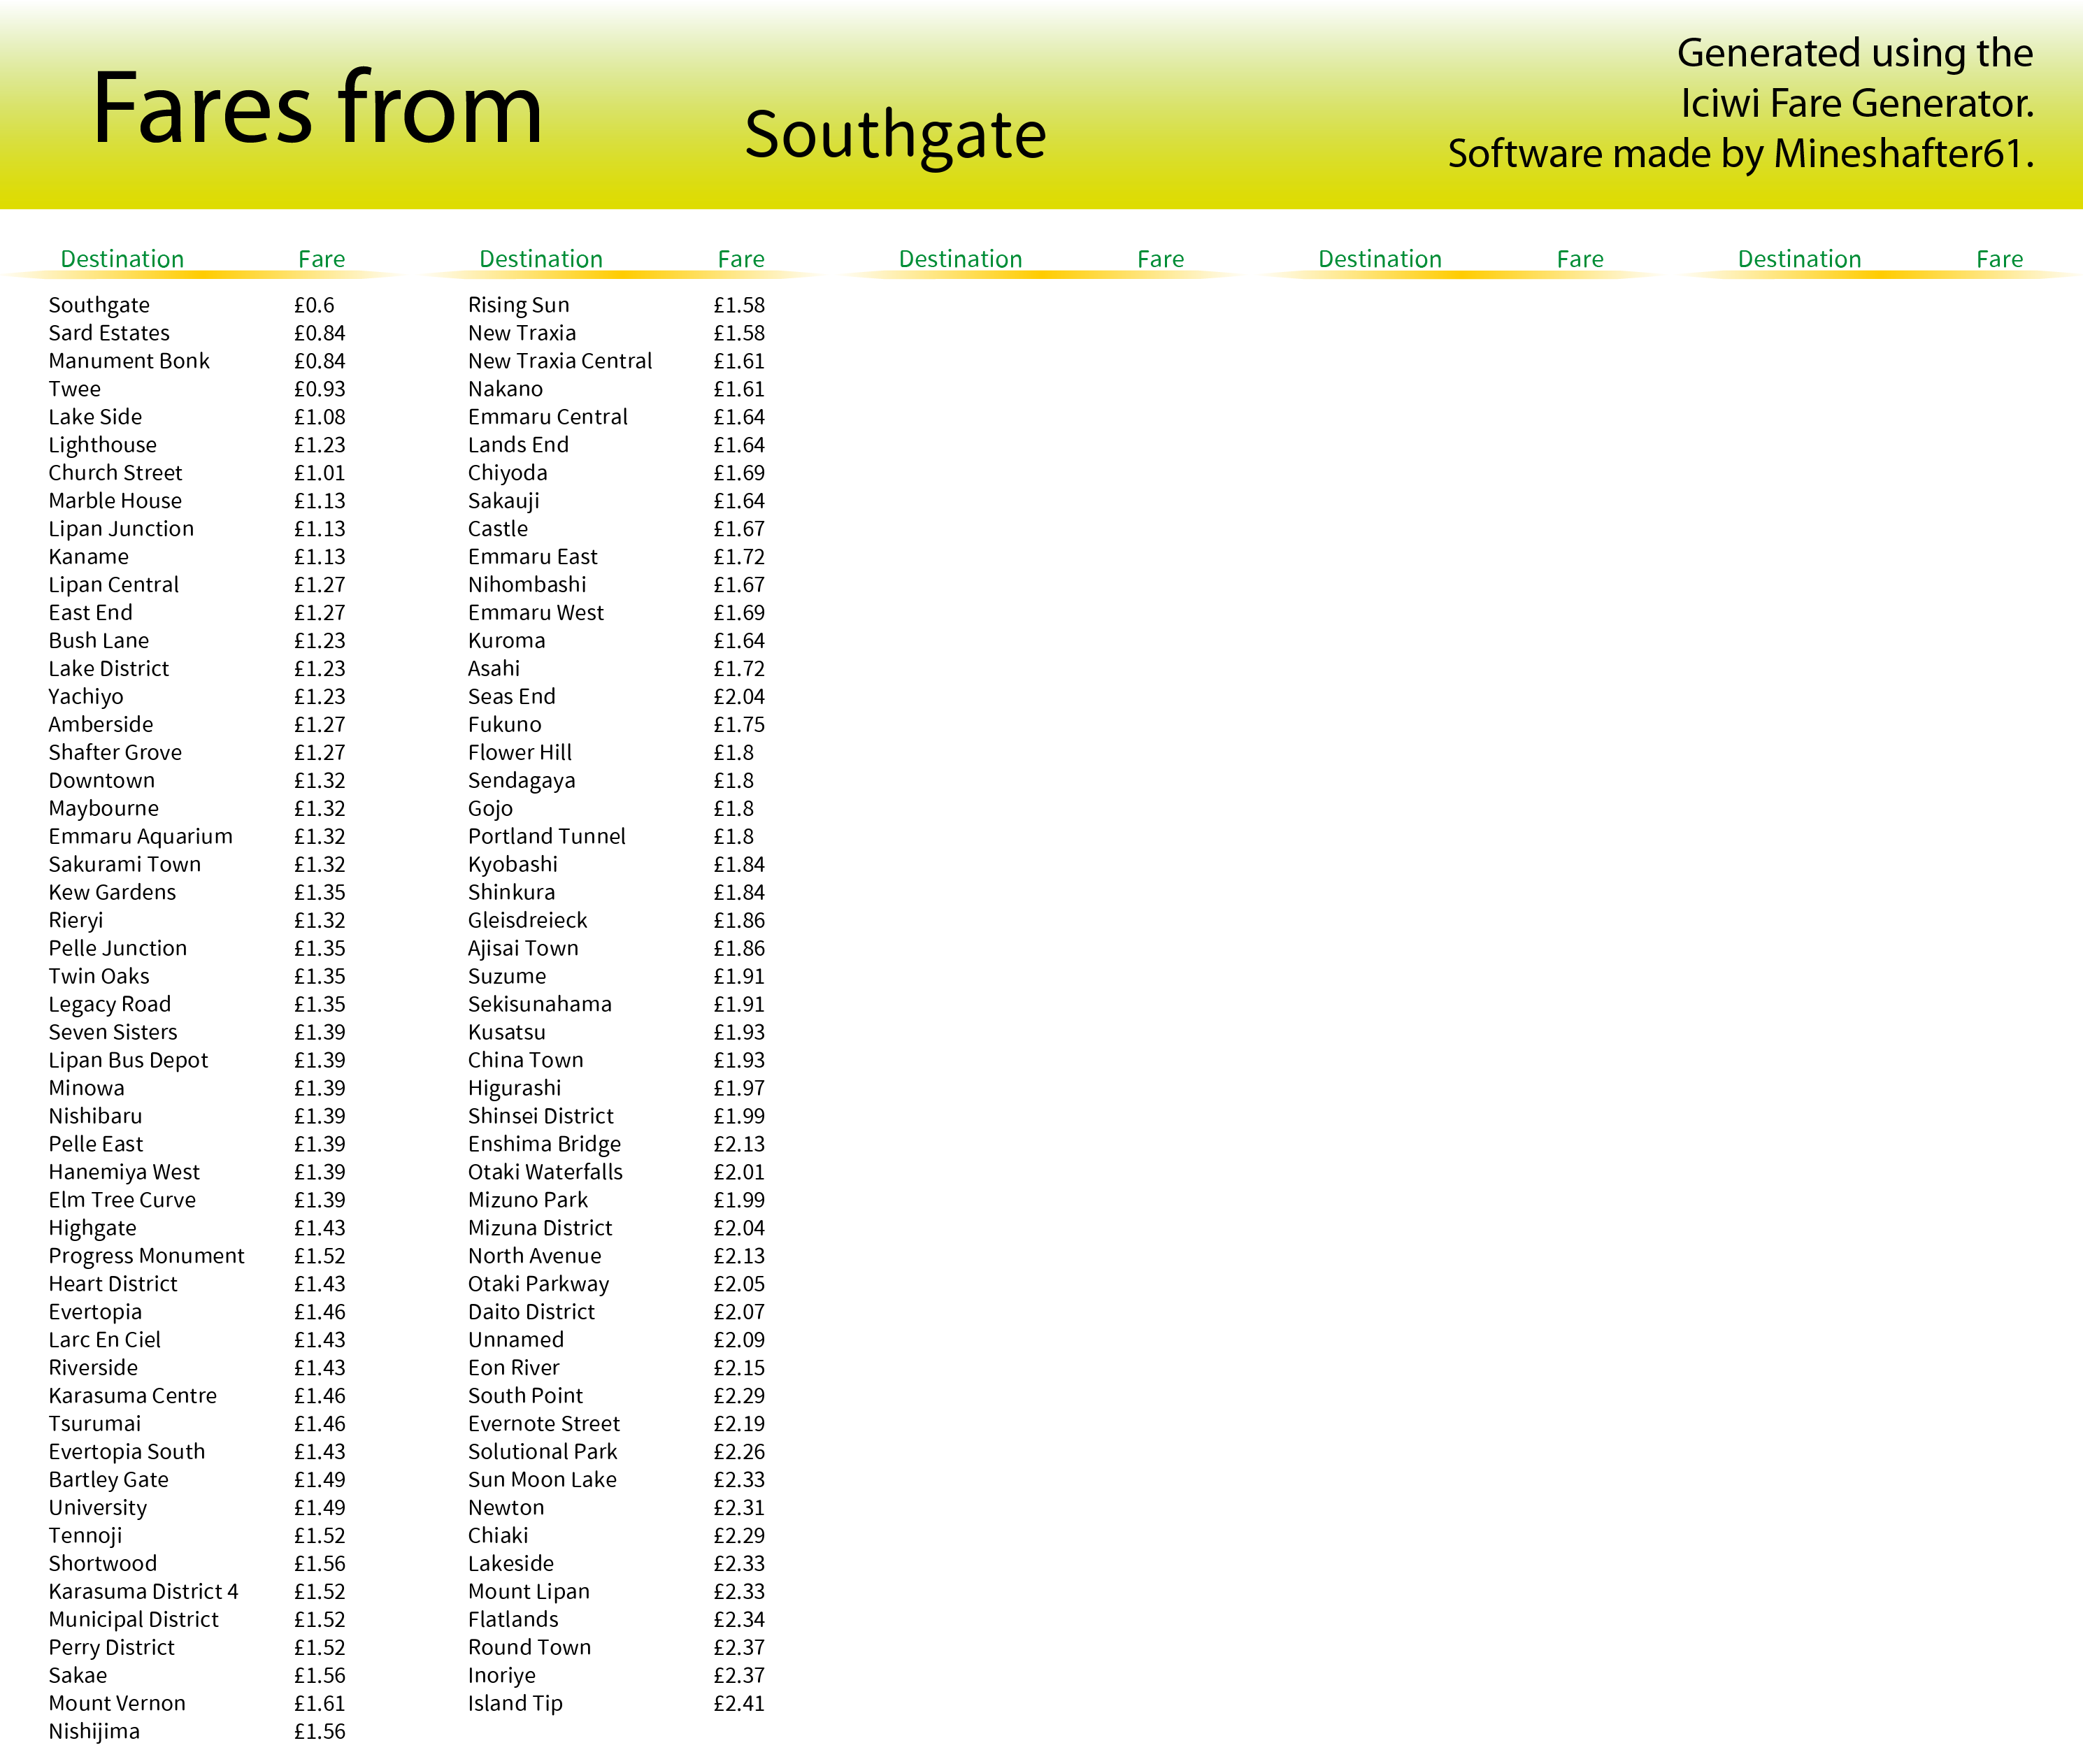 Fares from
Southgate
Generated using the
Iciwi Fare Generator.
Software made by Mineshafter61.
Destination Fare
Southgate £0.6
Sard Estates £0.84
Manument Bonk £0.84
Twee £0.93
Lake Side £1.08
Lighthouse £1.23
Church Street £1.01
Marble House £1.13
Lipan Junction £1.13
Kaname £1.13
Lipan Central £1.27
East End £1.27
Bush Lane £1.23
Lake District £1.23
Yachiyo £1.23
Amberside £1.27
Shafter Grove £1.27
Downtown £1.32
Maybourne £1.32
Emmaru Aquarium £1.32
Sakurami Town £1.32
Kew Gardens £1.35
Rieryi £1.32
Pelle Junction £1.35
Twin Oaks £1.35
Legacy Road £1.35
Seven Sisters £1.39
Lipan Bus Depot £1.39
Minowa £1.39
Nishibaru £1.39
Pelle East £1.39
Hanemiya West £1.39
Elm Tree Curve £1.39
Highgate £1.43
Progress Monument £1.52
Heart District £1.43
Evertopia £1.46
Larc En Ciel £1.43
Riverside £1.43
Karasuma Centre £1.46
Tsurumai £1.46
Evertopia South £1.43
Bartley Gate £1.49
University £1.49
Tennoji £1.52
Shortwood £1.56
Karasuma District 4 £1.52
Municipal District £1.52
Perry District £1.52
Sakae £1.56
Mount Vernon £1.61
Nishijima £1.56
Destination Fare
Rising Sun £1.58
New Traxia £1.58
New Traxia Central £1.61
Nakano £1.61
Emmaru Central £1.64
Lands End £1.64
Chiyoda £1.69
Sakauji £1.64
Castle £1.67
Emmaru East £1.72
Nihombashi £1.67
Emmaru West £1.69
Kuroma £1.64
Asahi £1.72
Seas End £2.04
Fukuno £1.75
Flower Hill £1.8
Sendagaya £1.8
Gojo £1.8
Portland Tunnel £1.8
Kyobashi £1.84
Shinkura £1.84
Gleisdreieck £1.86
Ajisai Town £1.86
Suzume £1.91
Sekisunahama £1.91
Kusatsu £1.93
China Town £1.93
Higurashi £1.97
Shinsei District £1.99
Enshima Bridge £2.13
Otaki Waterfalls £2.01
Mizuno Park £1.99
Mizuna District £2.04
North Avenue £2.13
Otaki Parkway £2.05
Daito District £2.07
Unnamed £2.09
Eon River £2.15
South Point £2.29
Evernote Street £2.19
Solutional Park £2.26
Sun Moon Lake £2.33
Newton £2.31
Chiaki £2.29
Lakeside £2.33
Mount Lipan £2.33
Flatlands £2.34
Round Town £2.37
Inoriye £2.37
Island Tip £2.41
Destination Fare
Destination Fare
Destination Fare